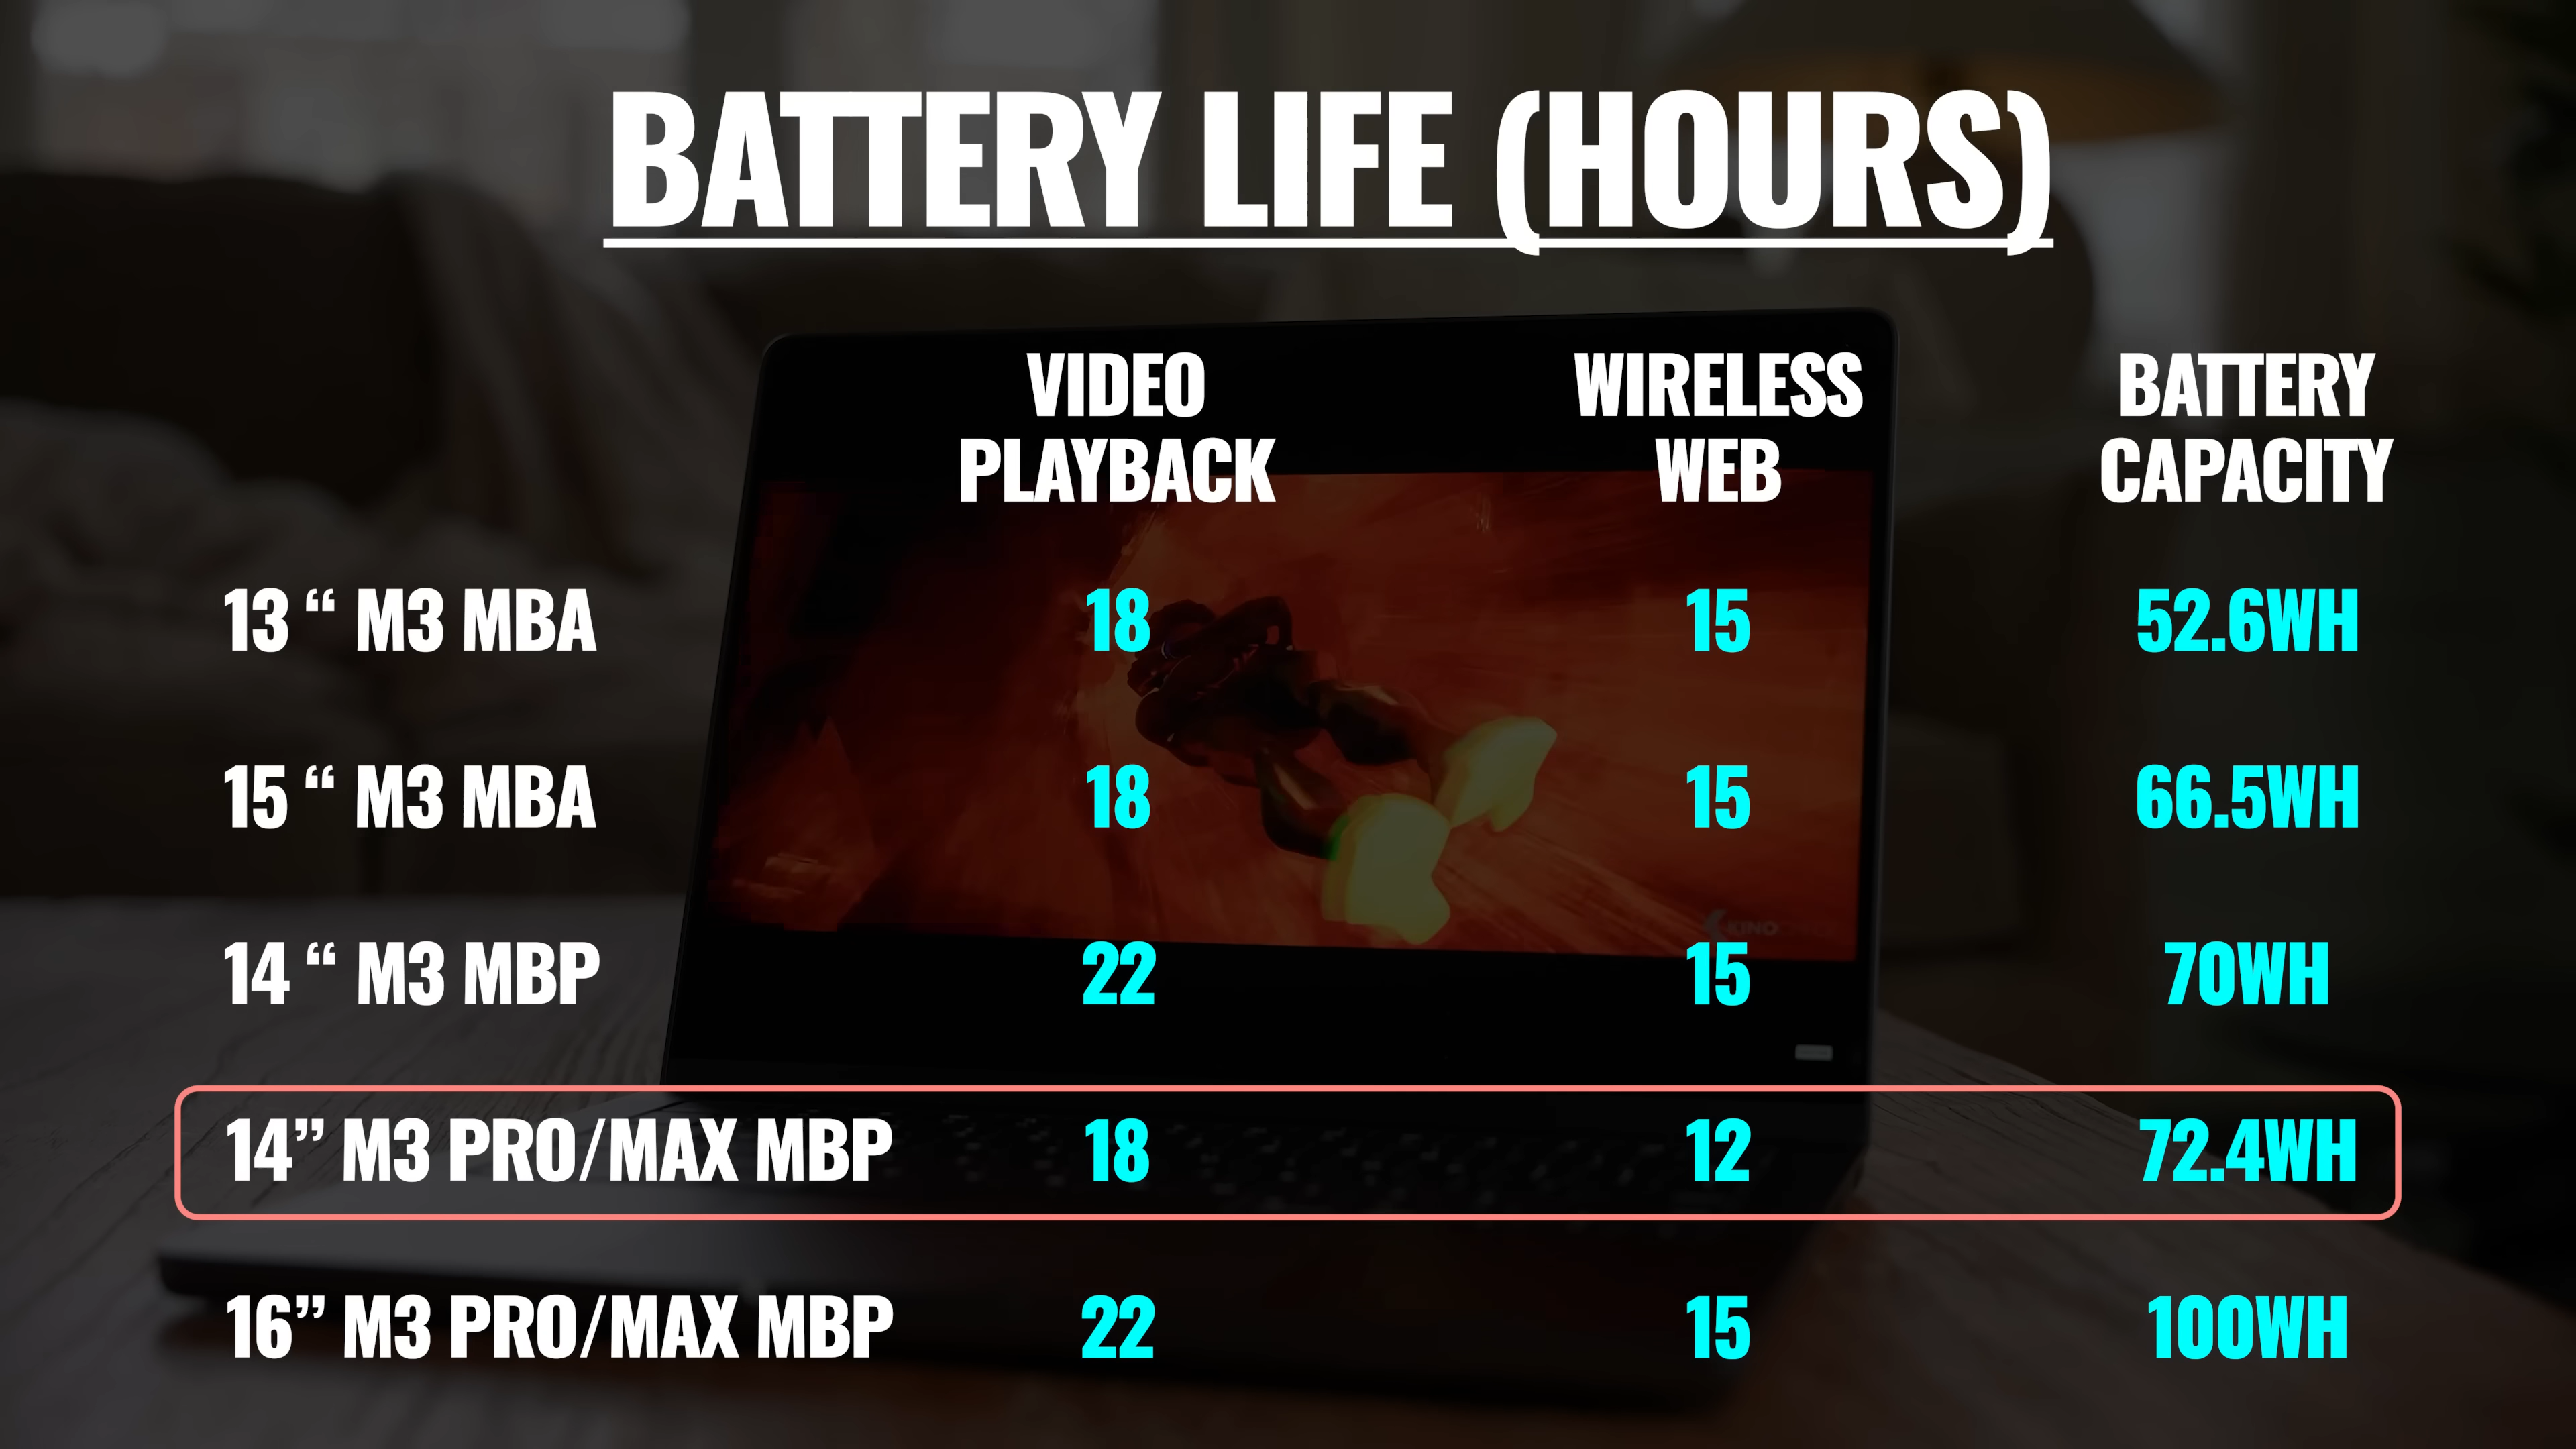 BATTERY LIFE (HOURS)
VIDEO PLAYBACK WIRELESS WEB BATTERY CAPACITY
13 “ M3 MBA 18 15 52.6WH
15 “ M3 MBA 18 15 66.5WH
14 “ M3 MBP 22 15 70WH
14” M3 PRO/MAX MBP 18 12 72.4WH
16” M3 PRO/MAX MBP 22 15 100WH